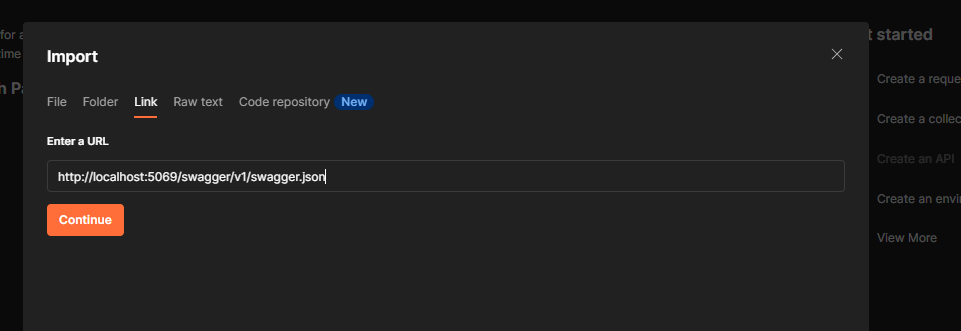 for a
time
h Pa
Import
File Folder Link Raw text Code repository New
Enter a URL
http://localhost:5069/swagger/v1/swagger.json
Continue
t started
Create a reque
Create a collec
Create an API
Create an envir
View More